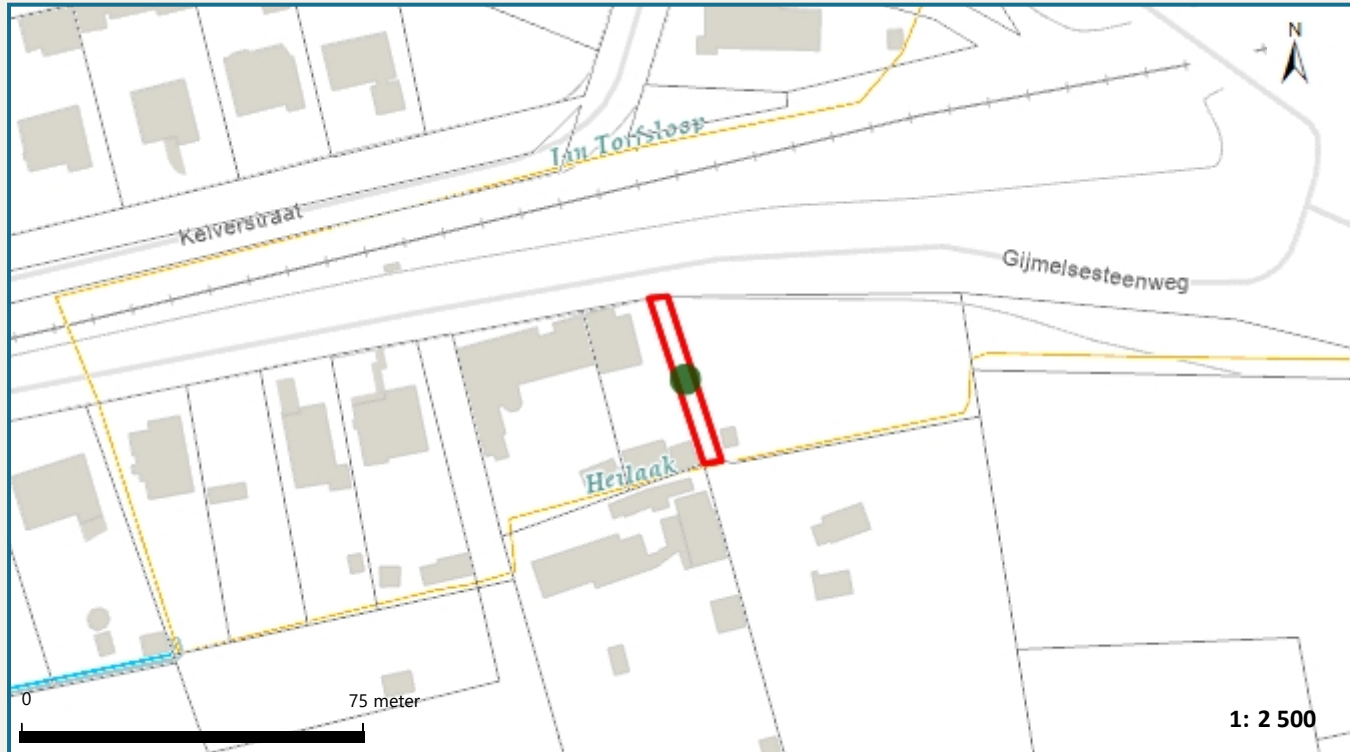 N
Jan Torfsloop
Kelverstraat
Gijmelsesteenweg
Heilaak
0
75 meter
1: 2 500